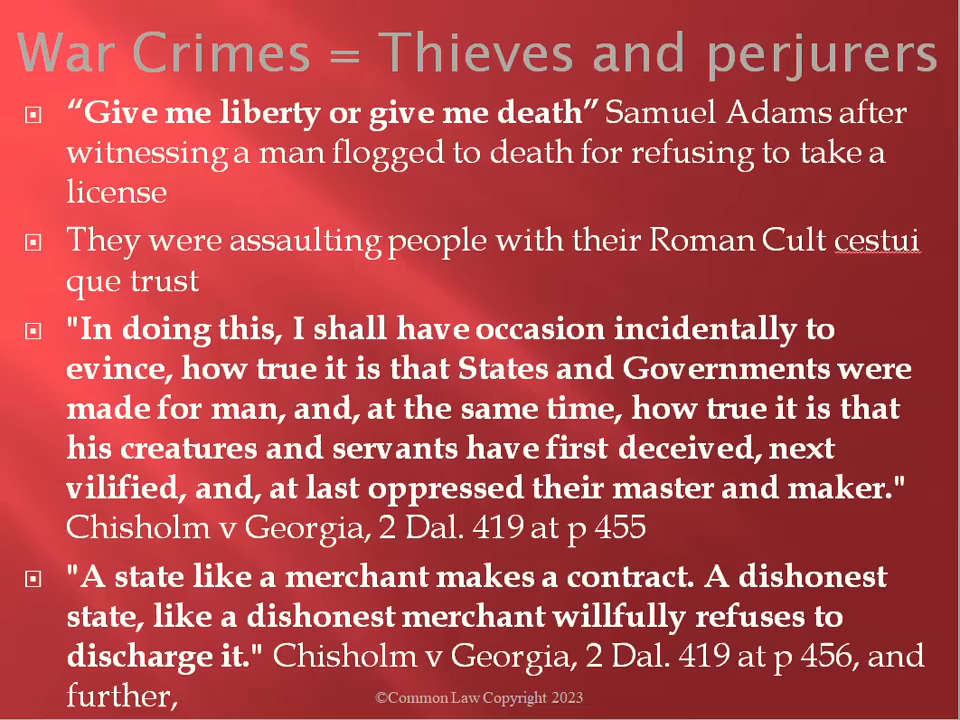 War Crimes = Thieves and perjurers
“Give me liberty or give me death” Samuel Adams after
witnessing a man flogged to death for refusing to take a
license
They were assaulting people with their Roman Cult cestui
que trust
"In doing this, I shall have occasion incidentally to
evince, how true it is that States and Governments were
made for man, and, at the same time, how true it is that
his creatures and servants have first deceived, next
vilified, and, at last oppressed their master and maker."
Chisholm v Georgia, 2 Dal. 419 at p 455
"A state like a merchant makes a contract. A dishonest
state, like a dishonest merchant willfully refuses to
discharge it." Chisholm v Georgia, 2 Dal. 419 at p 456, and
further,
©Common Law Copyright 2023